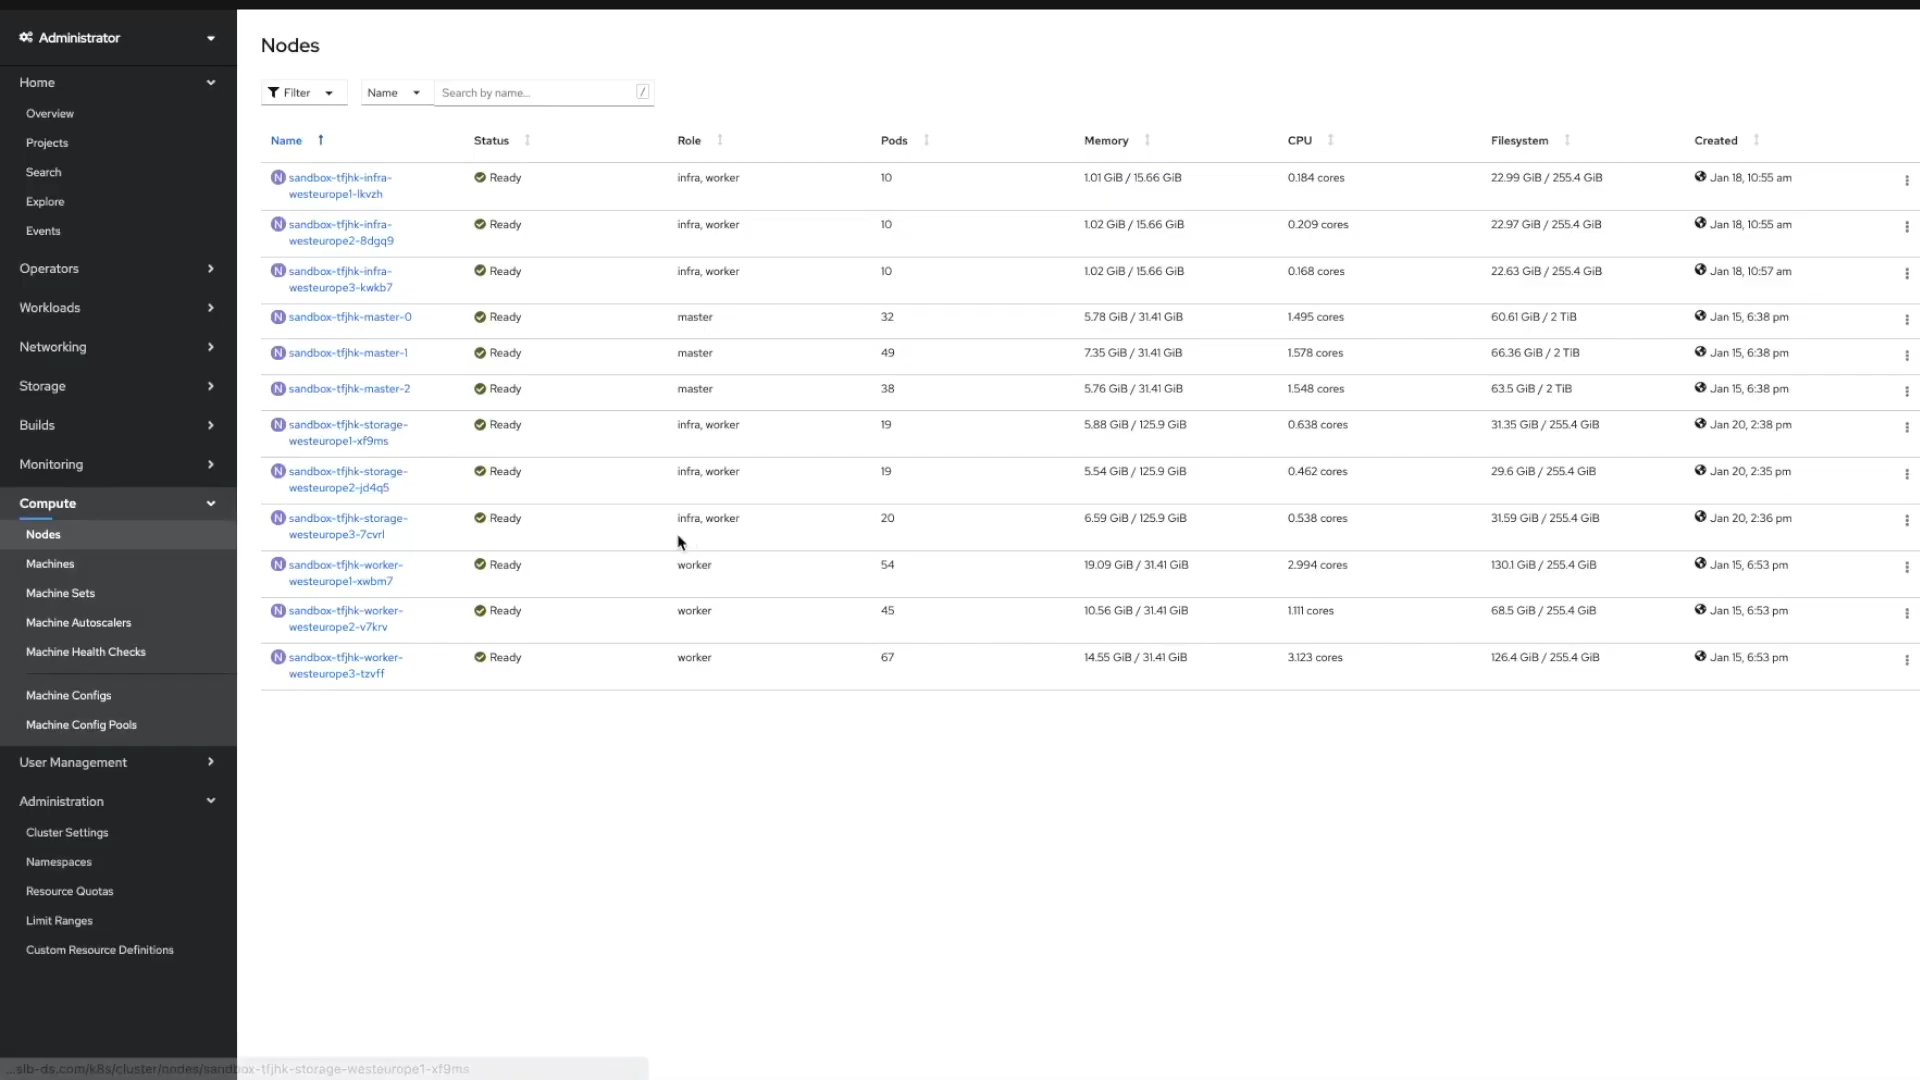 Administrator
Home
Overview
Projects
Search
Explore
Events
Operators
Workloads
Networking
Storage
Builds
Monitoring
Compute
Nodes
Machines
Machine Sets
Machine Autoscalers
Machine Health Checks
Machine Configs
Machine Config Pools
User Management
Administration
Cluster Settings
Namespaces
Resource Quotas
Limit Ranges
Custom Resource Definitions
Nodes
Filter Name Search by name... /
Name Status Role Pods Memory CPU Filesystem Created
N sandbox-tfjhk-infra- Ready infra, worker 10 1.01 GiB / 15.66 GiB 0.184 cores 22.99 GiB / 255.4 GiB Jan 18, 10:55 am
westeurope1-lkvzh
N sandbox-tfjhk-infra- Ready infra, worker 10 1.02 GiB / 15.66 GiB 0.209 cores 22.97 GiB / 255.4 GiB Jan 18, 10:55 am
westeurope2-8dgq9
N sandbox-tfjhk-infra- Ready infra, worker 10 1.02 GiB / 15.66 GiB 0.168 cores 22.63 GiB / 255.4 GiB Jan 18, 10:57 am
westeurope3-kwkb7
N sandbox-tfjhk-master-0 Ready master 32 5.78 GiB / 31.41 GiB 1.495 cores 60.61 GiB / 2 TiB Jan 15, 6:38 pm
N sandbox-tfjhk-master-1 Ready master 49 7.35 GiB / 31.41 GiB 1.578 cores 66.36 GiB / 2 TiB Jan 15, 6:38 pm
N sandbox-tfjhk-master-2 Ready master 38 5.76 GiB / 31.41 GiB 1.548 cores 63.5 GiB / 2 TiB Jan 15, 6:38 pm
N sandbox-tfjhk-storage- Ready infra, worker 19 5.88 GiB / 125.9 GiB 0.638 cores 31.35 GiB / 255.4 GiB Jan 20, 2:38 pm
westeurope1-xf9ms
N sandbox-tfjhk-storage- Ready infra, worker 19 5.54 GiB / 125.9 GiB 0.462 cores 29.6 GiB / 255.4 GiB Jan 20, 2:35 pm
westeurope2-jd4q5
N sandbox-tfjhk-storage- Ready infra, worker 20 6.59 GiB / 125.9 GiB 0.538 cores 31.59 GiB / 255.4 GiB Jan 20, 2:36 pm
westeurope3-7cvrl
N sandbox-tfjhk-worker- Ready worker 54 19.09 GiB / 31.41 GiB 2.994 cores 130.1 GiB / 255.4 GiB Jan 15, 6:53 pm
westeurope1-xwbm7
N sandbox-tfjhk-worker- Ready worker 45 10.56 GiB / 31.41 GiB 1.111 cores 68.5 GiB / 255.4 GiB Jan 15, 6:53 pm
westeurope2-v7krv
N sandbox-tfjhk-worker- Ready worker 67 14.55 GiB / 31.41 GiB 3.123 cores 126.4 GiB / 255.4 GiB Jan 15, 6:53 pm
westeurope3-tzvff
...slb-ds.com/k8s/cluster/nodes/sandbox-tfjhk-storage-westeurope1-xf9ms